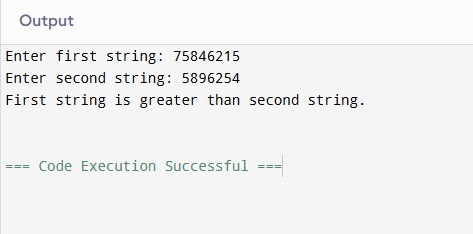 Output
Enter first string: 75846215
Enter second string: 5896254
First string is greater than second string.
=== Code Execution Successful ===